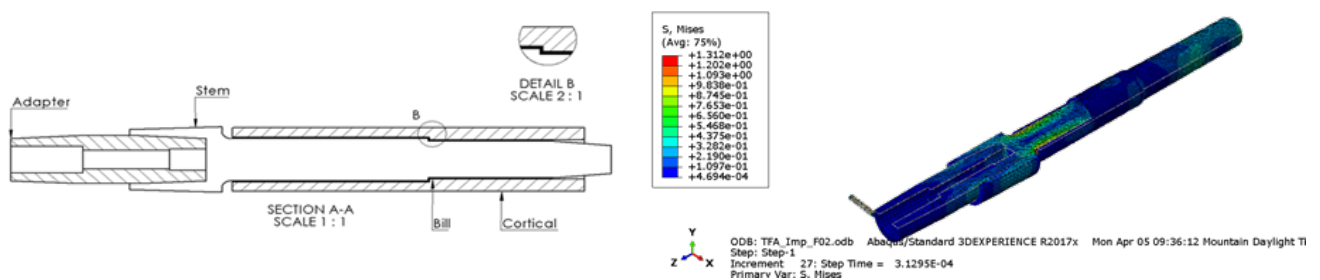 Adapter
Stem
B
DETAIL B
SCALE 2 : 1
SECTION A-A
SCALE 1 : 1
Bill
Cortical
S, Mises
(Avg: 75%)
+1.312e+00
+1.202e+00
+1.093e+00
+9.838e-01
+8.745e-01
+7.653e-01
+6.560e-01
+5.468e-01
+4.375e-01
+3.282e-01
+2.190e-01
+1.097e-01
+4.694e-04
Y
Z
X
ODB: TFA_Imp_F02.odb Abaqus/Standard 3DEXPERIENCE R2017x Mon Apr 05 09:36:12 Mountain Daylight Ti
Step: Step-1
Increment 27: Step Time = 3.1295E-04
Primary Var: S, Mises